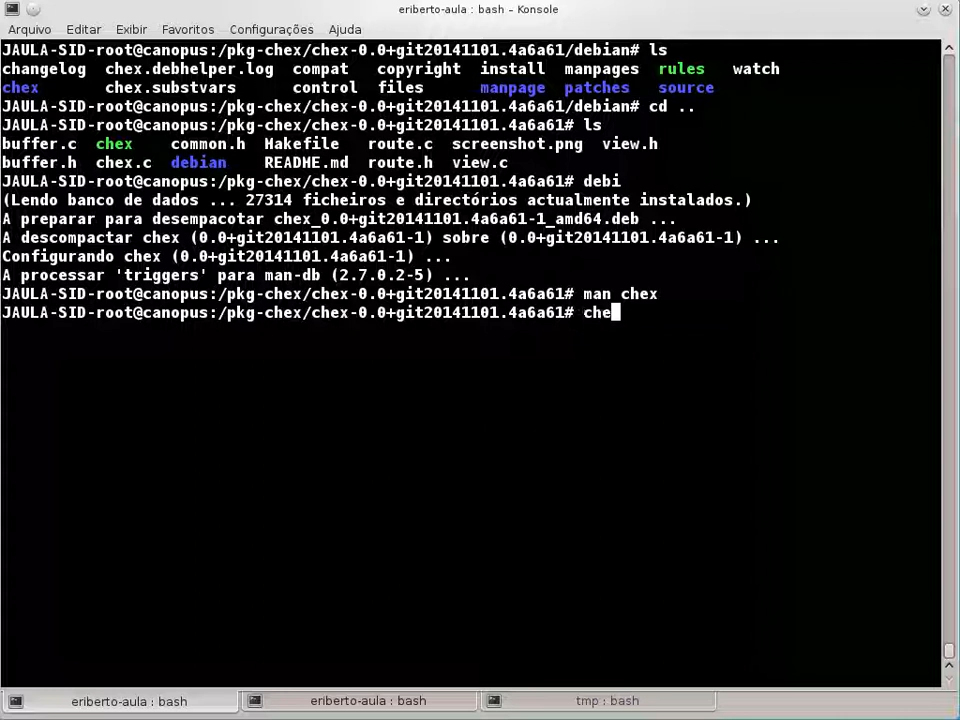 eriberto-aula : bash – Konsole
Arquivo Editar Exibir Favoritos Configurações Ajuda
JAULA-SID-root@canopus:/pkg-chex/chex-0.0+git20141101.4a6a61/debian# ls
changelog chex.debhelper.log compat copyright install manpages rules watch
chex chex.substvars control files manpage patches source
JAULA-SID-root@canopus:/pkg-chex/chex-0.0+git20141101.4a6a61/debian# cd ..
JAULA-SID-root@canopus:/pkg-chex/chex-0.0+git20141101.4a6a61# ls
buffer.c chex common.h Makefile route.c screenshot.png view.h
buffer.h chex.c debian README.md route.h view.c
JAULA-SID-root@canopus:/pkg-chex/chex-0.0+git20141101.4a6a61# debi
(Lendo banco de dados ... 27314 ficheiros e directórios actualmente instalados.)
A preparar para desempacotar chex_0.0+git20141101.4a6a61-1_amd64.deb ...
A descompactar chex (0.0+git20141101.4a6a61-1) sobre (0.0+git20141101.4a6a61-1) ...
Configurando chex (0.0+git20141101.4a6a61-1) ...
A processar 'triggers' para man-db (2.7.0.2-5) ...
JAULA-SID-root@canopus:/pkg-chex/chex-0.0+git20141101.4a6a61# man chex
JAULA-SID-root@canopus:/pkg-chex/chex-0.0+git20141101.4a6a61# che
eriberto-aula : bash eriberto-aula : bash tmp : bash